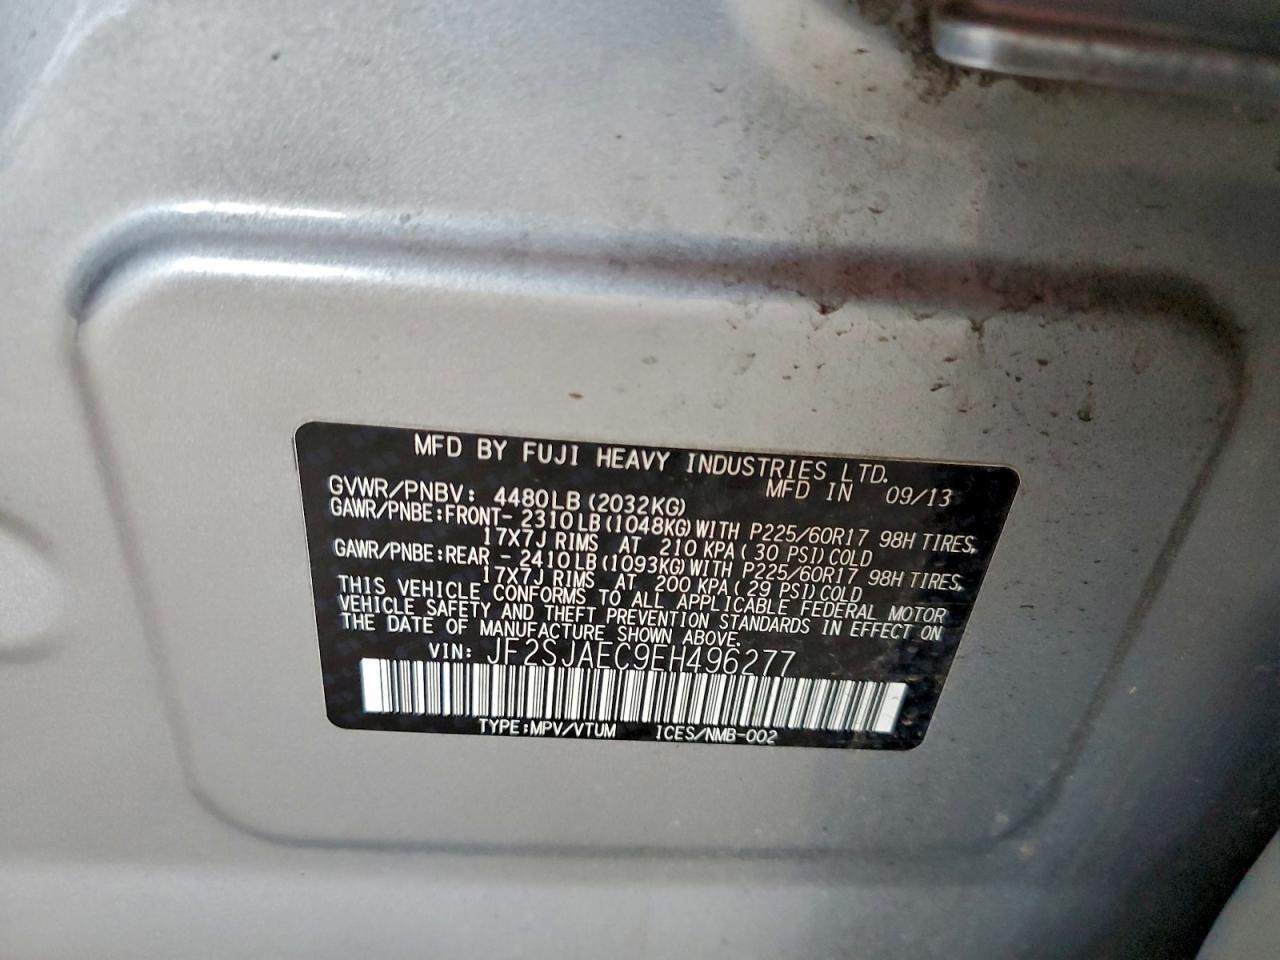 MFD BY FUJI HEAVY INDUSTRIES LTD.
MFD IN 09/13
GVWR/PNBV: 4480LB (2032KG)
GAWR/PNBE:FRONT- 2310LB(1048KG)WITH P225/60R17 98H TIRES,
17X7J RIMS AT 210 KPA( 30 PSI)COLD
GAWR/PNBE:REAR - 2410LB(1093KG)WITH P225/60R17 98H TIRES,
17X7J RIMS AT 200 KPA( 29 PSI)COLD
THIS VEHICLE CONFORMS TO ALL APPLICABLE FEDERAL MOTOR
VEHICLE SAFETY AND THEFT PREVENTION STANDARDS IN EFFECT ON
THE DATE OF MANUFACTURE SHOWN ABOVE.
VIN: JF2SJAEC9EH496277
TYPE:MPV/VTUM ICES/NMB-002